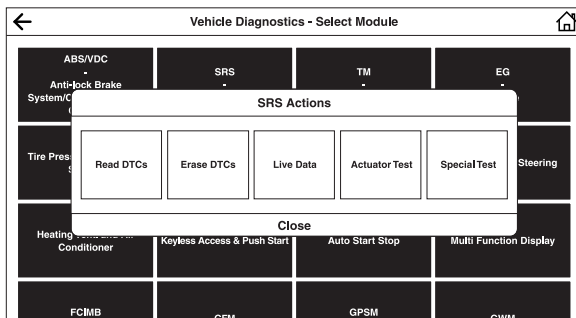 Vehicle Diagnostics - Select Module
ABS/VDC
-
Anti-lock Brake
SRS
-
TM
-
EG
-
SRS Actions
Read DTCs
Erase DTCs
Live Data
Actuator Test
Special Test
Close
Tire
Steering
Heating
Conditioner
Keyless Access & Push Start
Auto Start Stop
Multi Function Display
FCIMB
GPSM